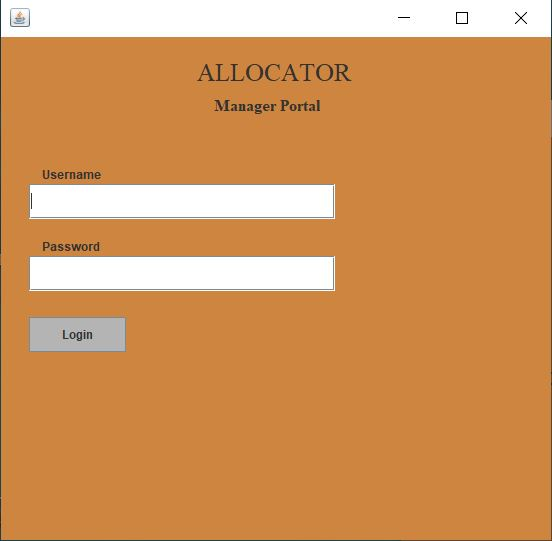 ALLOCATOR
Manager Portal
Username
Password
Login